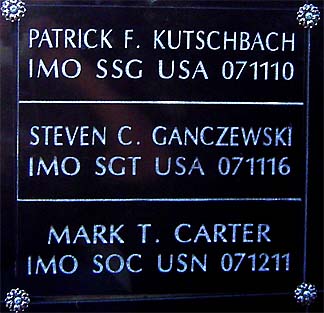 PATRICK F. KUTSCHBACH
IMO SSG USA 071110
STEVEN C. GANCZEWSKI
IMO SGT USA 071116
MARK T. CARTER
IMO SOC USN 071211